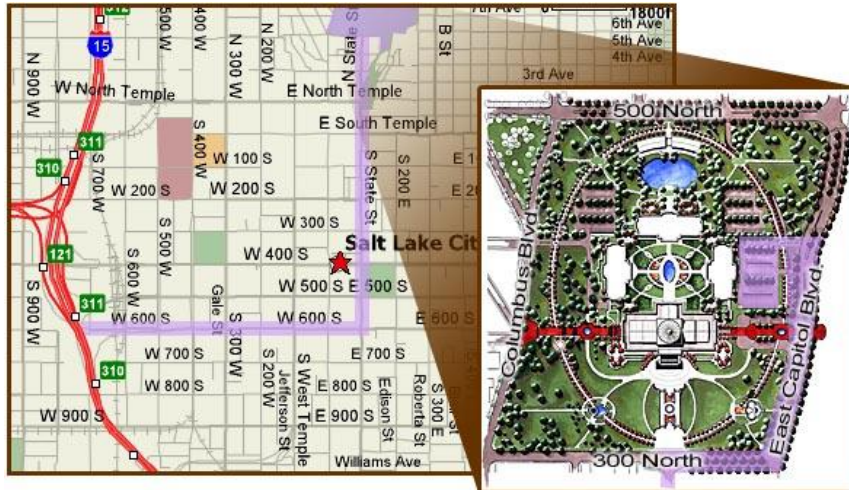 312
15
N 900 W
S 500 W
S 400 W
N 300 W
N 200 W
N State St
B St
7th Ave
0
1800ft
6th Ave
5th Ave
4th Ave
3rd Ave
W North Temple
E North Temple
E South Temple
311
310
S 700 W
S 400 W
W 100 S
W 200 S
W 200 S
S State St
S 200 E
W 300 S
Salt Lake
W 400 S
121
S 900 W
S 600 W
S 500 W
W 500 S
E 500 S
311
W 600 S
Gale St
S 300 W
W 600 S
E 600 S
W 700 S
E 700 S
310
W 800 S
S 200 W
Jefferson St
S West Temple
E 800 S
Edison St
Roberta St
S 300 E
W 900 S
E 900 S
Williams Ave
500 North
Columbus Blvd
East Capitol Blvd.
300 North